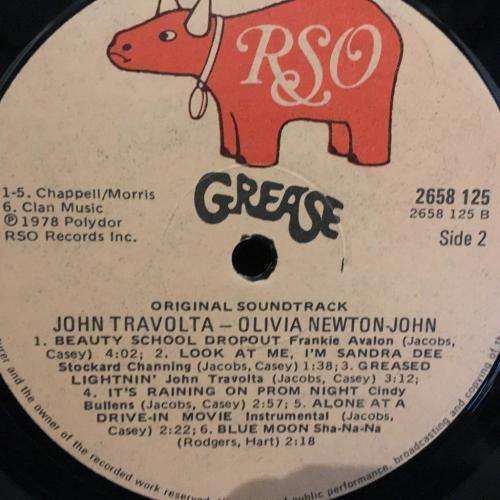 RSO
1-5. Chappell/Morris
6. Clan Music
Ⓟ1978 Polydor
RSO Records Inc.
GREASE
2658 125
2658 125 B
Side 2
ORIGINAL SOUNDTRACK
JOHN TRAVOLTA – OLIVIA NEWTON-JOHN
1. BEAUTY SCHOOL DROPOUT Frankie Avalon (Jacobs,
Casey) 4:02; 2. LOOK AT ME, I'M SANDRA DEE
Stockard Channing (Jacobs, Casey) 1:38; 3. GREASED
LIGHTNIN' John Travolta (Jacobs, Casey) 3:12;
4. IT'S RAINING ON PROM NIGHT Cindy
Bullens (Jacobs, Casey) 2:57; 5. ALONE AT A
DRIVE-IN MOVIE Instrumental (Jacobs,
Casey) 2:22; 6. BLUE MOON Sha-Na-Na
(Rodgers, Hart) 2:18
and the owner of the recorded work reserved public performance, broadcasting and copying of